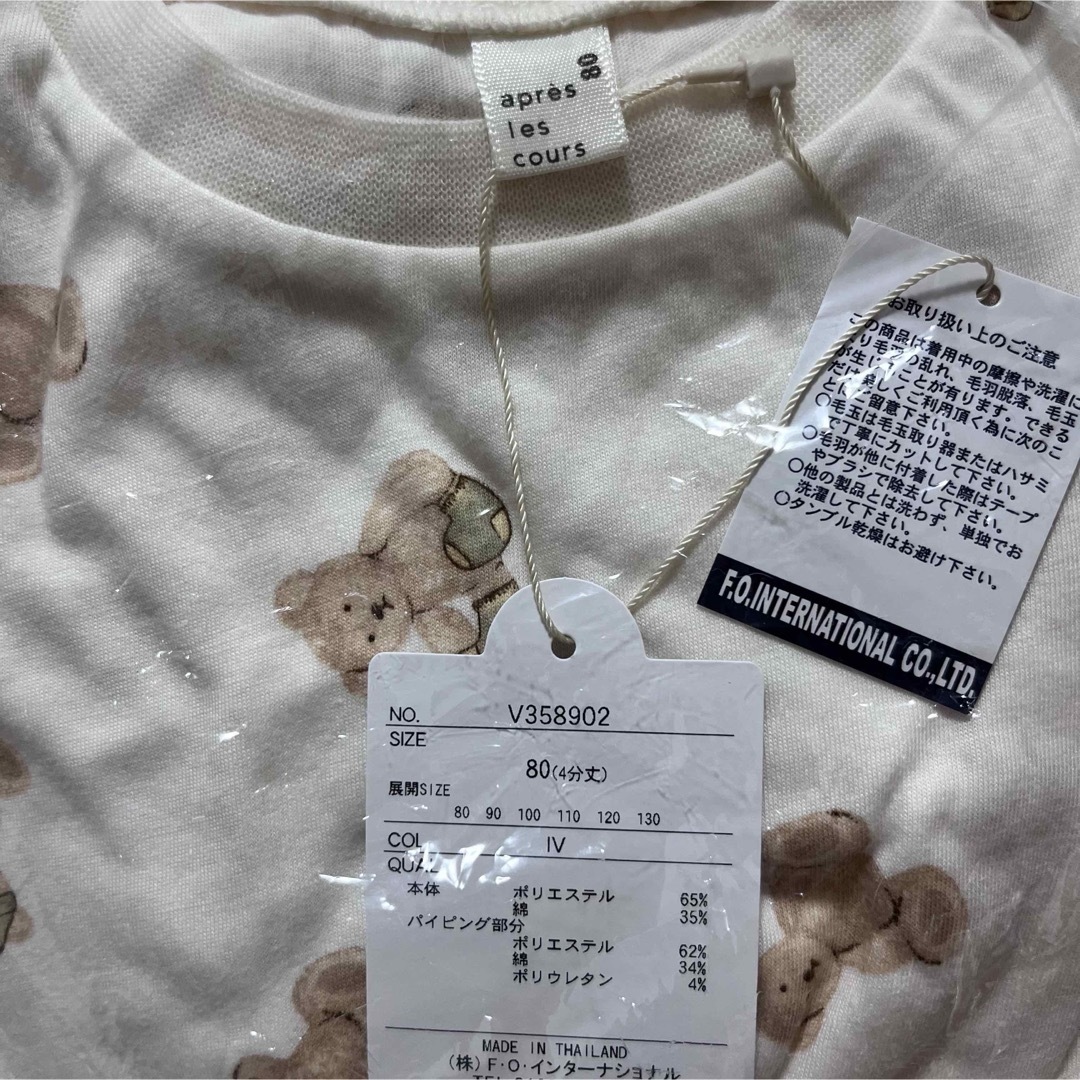 80
après
les
cours
お取り扱い上のご注意
この商品は着用中の摩擦や洗濯に
より毛羽の乱れ、毛羽脱落、毛玉
が生じることが有ります。できる
だけ楽しくご利用頂く為に次のこ
とにご留意下さい。
○毛玉は毛玉取り器またはハサミ
で丁寧にカットして下さい。
○毛羽が他に付着した際はテープ
やブラシで除去して下さい。
○他の製品とは洗わず、単独でお
洗濯して下さい。
○タンブル乾燥はお避け下さい。
F.O.INTERNATIONAL CO.,LTD.
NO. V358902
SIZE
80(4分丈)
展開SIZE
80 90 100 110 120 130
COL IV
QUAL
本体 ポリエステル 65%
綿 35%
パイピング部分
ポリエステル 62%
綿 34%
ポリウレタン 4%
MADE IN THAILAND
(株)F・O・インターナショナル